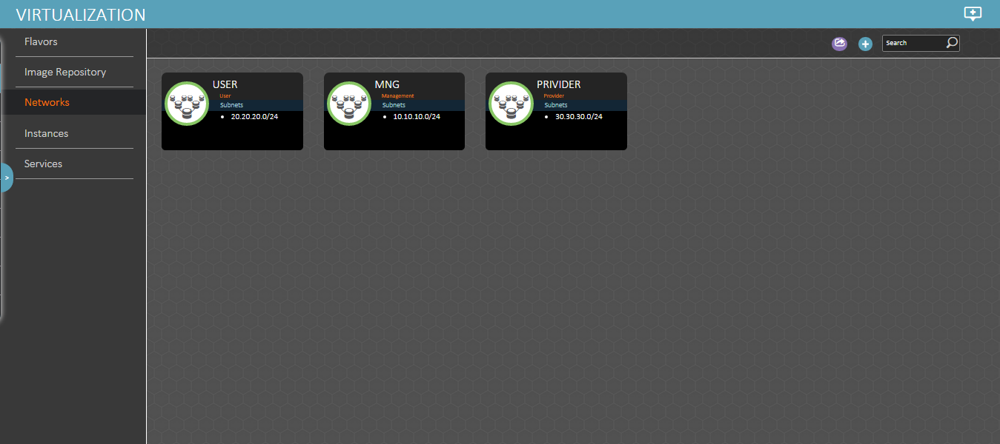 VIRTUALIZATION
Flavors
Image Repository
Networks
Instances
Services
>
Search
USER
User
Subnets
• 20.20.20.0/24
MNG
Management
Subnets
• 10.10.10.0/24
PRIVIDER
Provider
Subnets
• 30.30.30.0/24